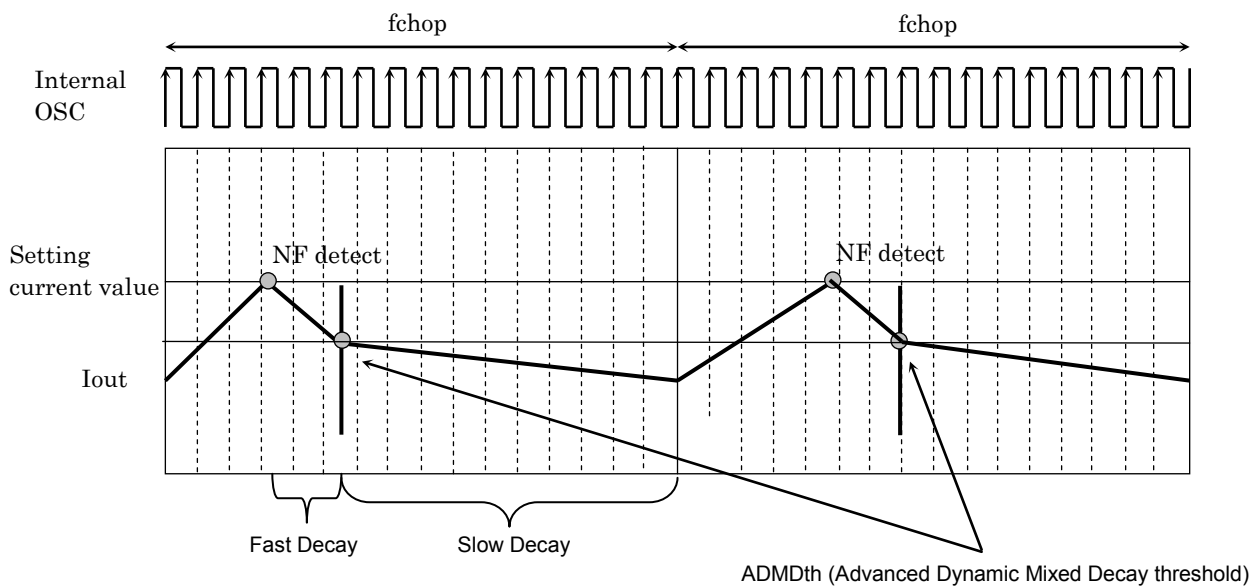 fchop
fchop
Internal
OSC
NF detect
NF detect
Setting
current value
Iout
Fast Decay
Slow Decay
ADMDth (Advanced Dynamic Mixed Decay threshold)